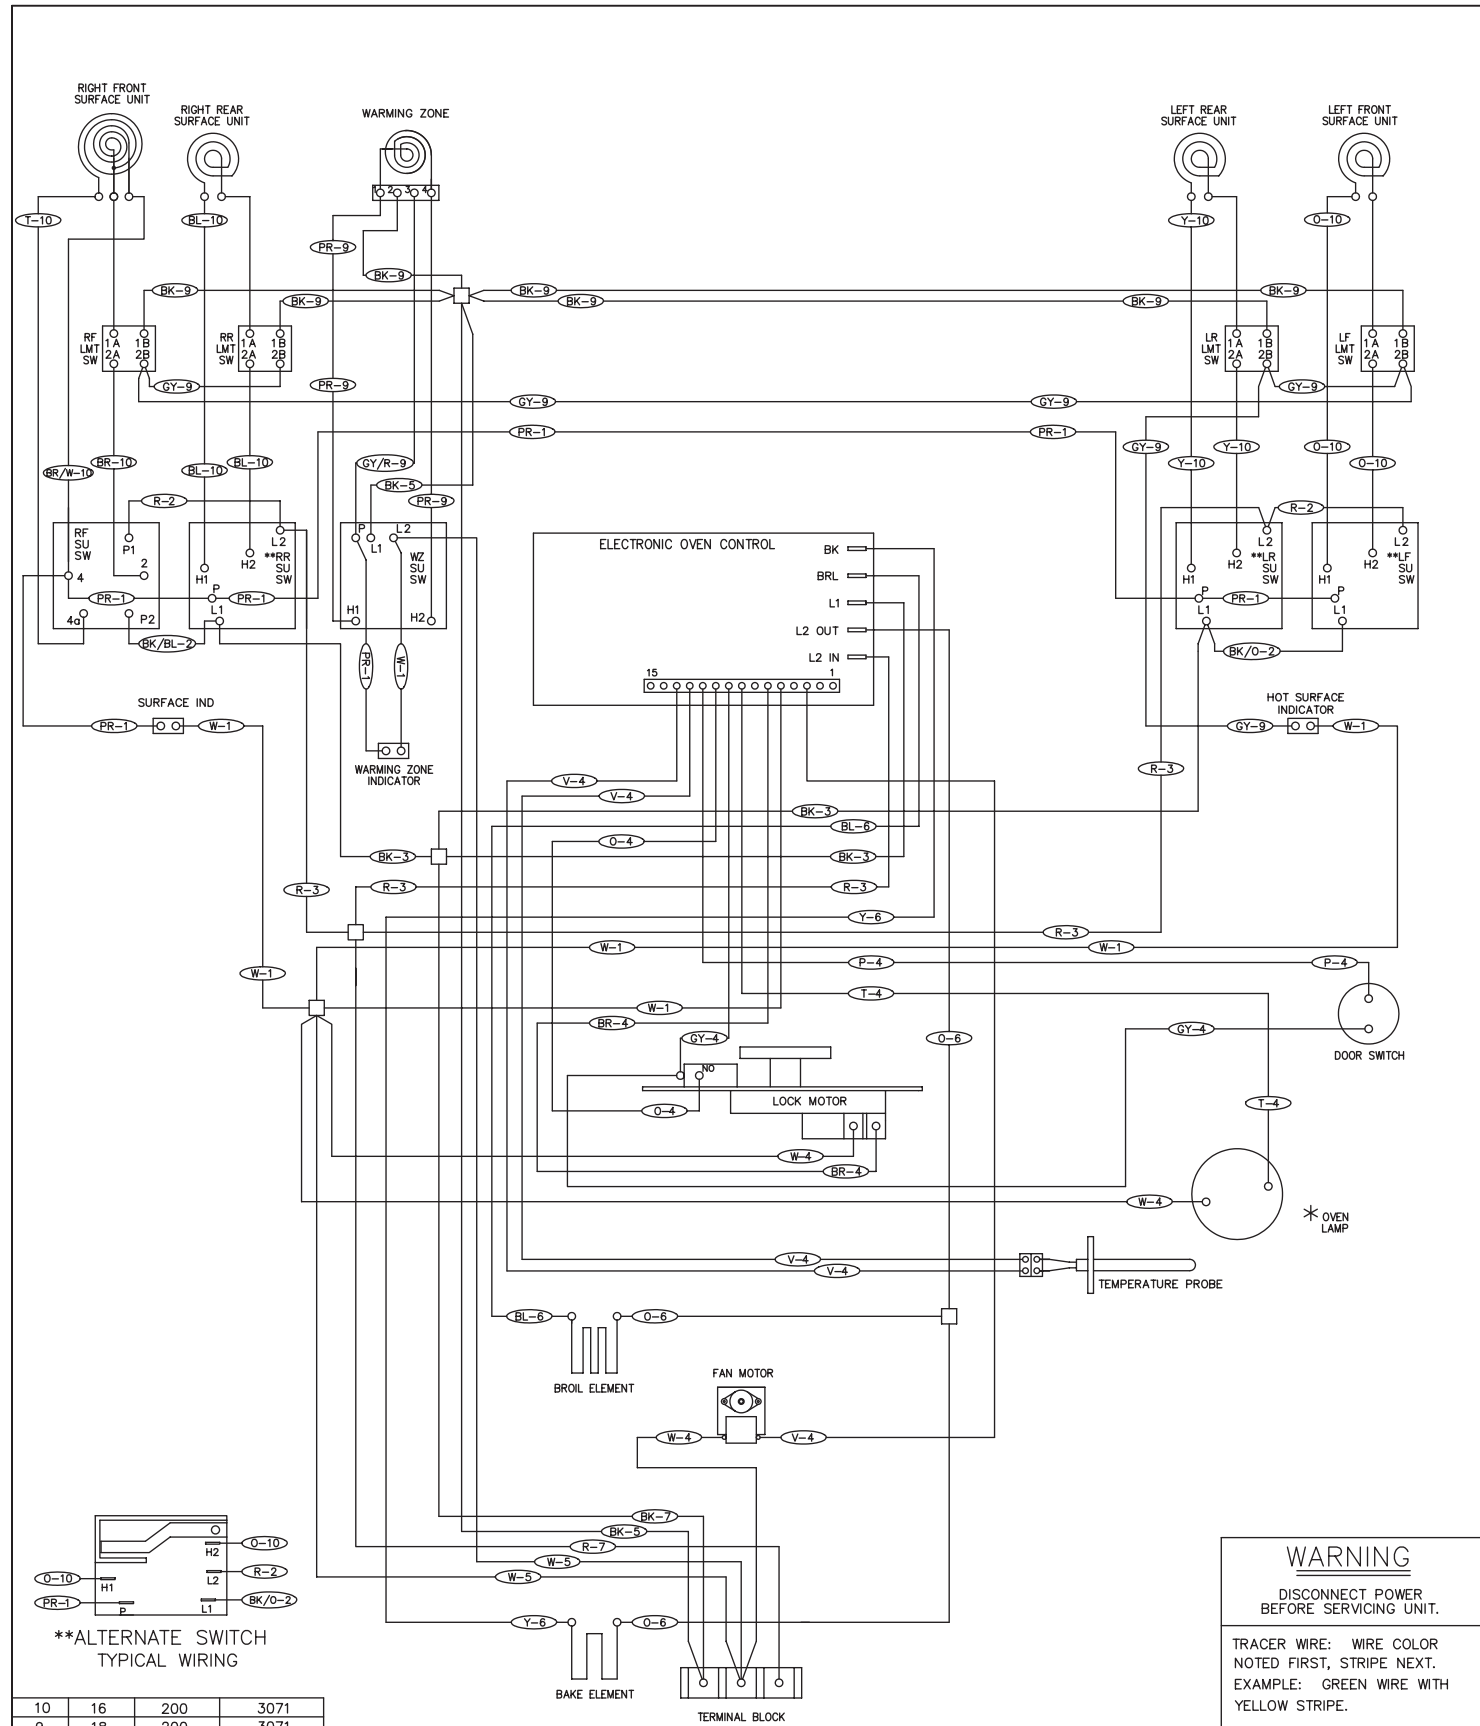 RIGHT FRONT
SURFACE UNIT
RIGHT REAR
SURFACE UNIT
WARMING ZONE
LEFT REAR
SURFACE UNIT
LEFT FRONT
SURFACE UNIT
1 2 3 4
T-10
BL-10
PR-9
Y-10
O-10
BK-9
BK-9
BK-9
BK-9
BK-9
BK-9
BK-9
RF
LMT
SW
1A 1B
2A 2B
RR
LMT
SW
1A 1B
2A 2B
LR
LMT
SW
1A 1B
2A 2B
LF
LMT
SW
1A 1B
2A 2B
GY-9
PR-9
GY-9
GY-9
GY-9
PR-1
PR-1
GY-9
Y-10
O-10
BR/W-10
BR-10
BL-10
BL-10
GY/R-9
BK-5
PR-9
Y-10
O-10
R-2
R-2
RF
SU
SW
P1
2
4
4a
P2
PR-1
BK/BL-2
L2
**RR
SU
SW
H1
H2
P
L1
PR-1
P
L1
L2
WZ
SU
SW
H1
H2
PR-1
W-1
ELECTRONIC OVEN CONTROL
BK
BRL
L1
L2 OUT
L2 IN
15
1
L2
**LR
SU
SW
H1
H2
P
L1
PR-1
BK/O-2
L2
**LF
SU
SW
H1
H2
P
L1
SURFACE IND
PR-1
W-1
WARMING ZONE
INDICATOR
HOT SURFACE
INDICATOR
GY-9
W-1
V-4
V-4
R-3
BK-3
BL-6
O-4
BK-3
BK-3
R-3
R-3
R-3
Y-6
R-3
W-1
W-1
P-4
P-4
W-1
T-4
W-1
BR-4
GY-4
GY-4
O-6
DOOR SWITCH
NO
LOCK MOTOR
O-4
T-4
W-4
BR-4
W-4
OVEN
LAMP
V-4
V-4
TEMPERATURE PROBE
BL-6
O-6
BROIL ELEMENT
FAN MOTOR
W-4
V-4
BK-7
BK-5
R-7
W-5
W-5
Y-6
O-6
BAKE ELEMENT
TERMINAL BLOCK
H2
O-10
L2
R-2
O-10
H1
PR-1
P
L1
BK/O-2
**ALTERNATE SWITCH
TYPICAL WIRING
10 16 200 3071
9 18 200 3071
WARNING
DISCONNECT POWER
BEFORE SERVICING UNIT.
TRACER WIRE: WIRE COLOR
NOTED FIRST, STRIPE NEXT.
EXAMPLE: GREEN WIRE WITH
YELLOW STRIPE.